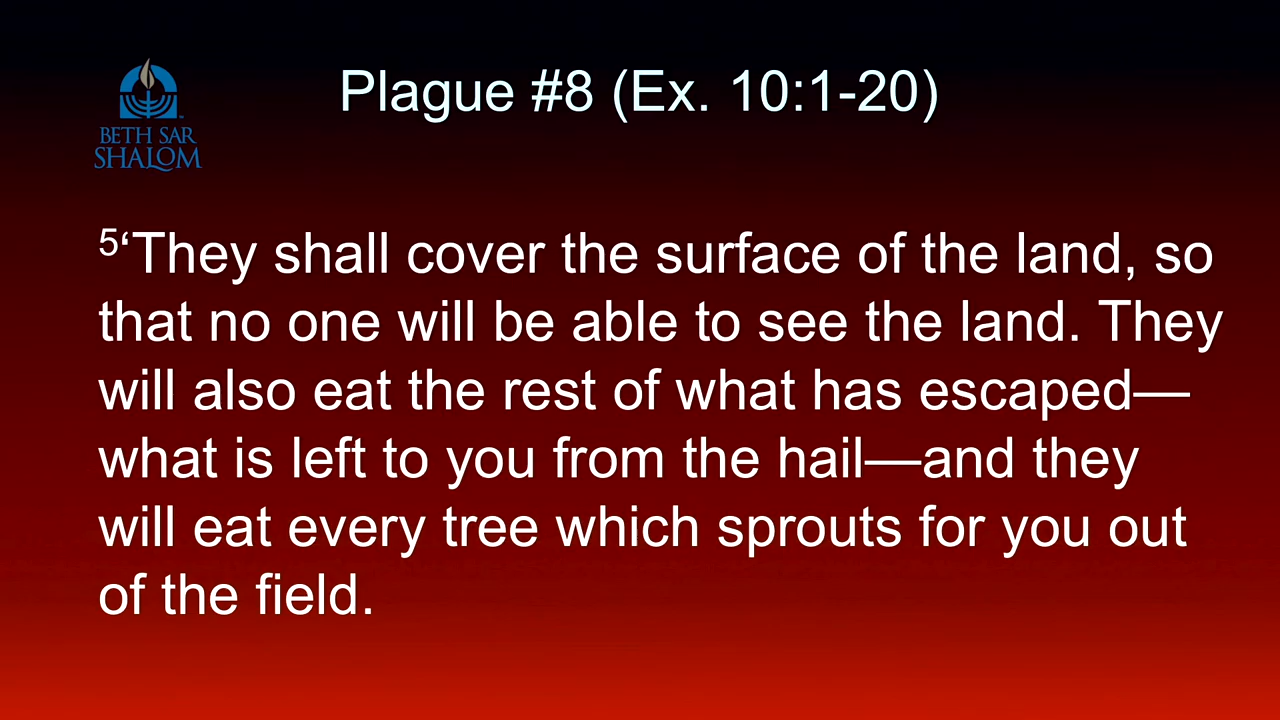 Plague #8 (Ex. 10:1-20)
BETH SAR
SHALOM
5‘They shall cover the surface of the land, so
that no one will be able to see the land. They
will also eat the rest of what has escaped—
what is left to you from the hail—and they
will eat every tree which sprouts for you out
of the field.